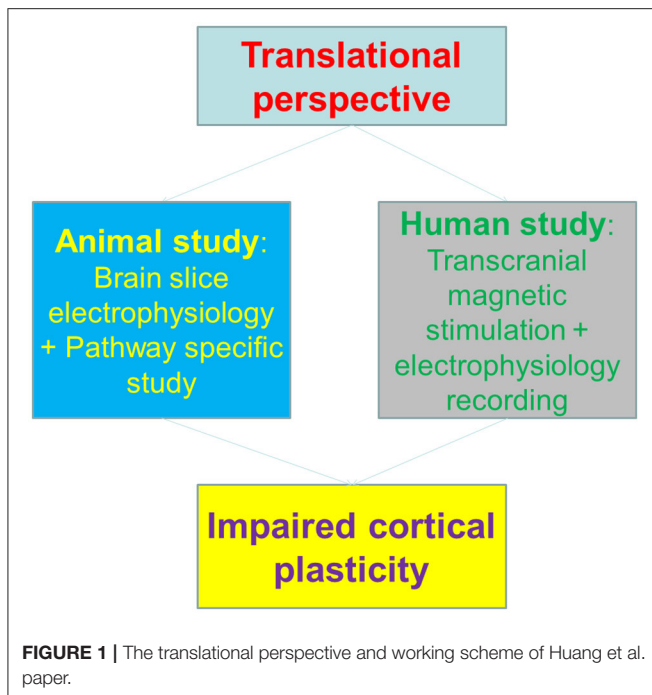 Translational
perspective
Animal study:
Brain slice
electrophysiology
+ Pathway specific
study
Human study:
Transcranial
magnetic
stimulation +
electrophysiology
recording
Impaired cortical
plasticity
FIGURE 1 | The translational perspective and working scheme of Huang et al.
paper.